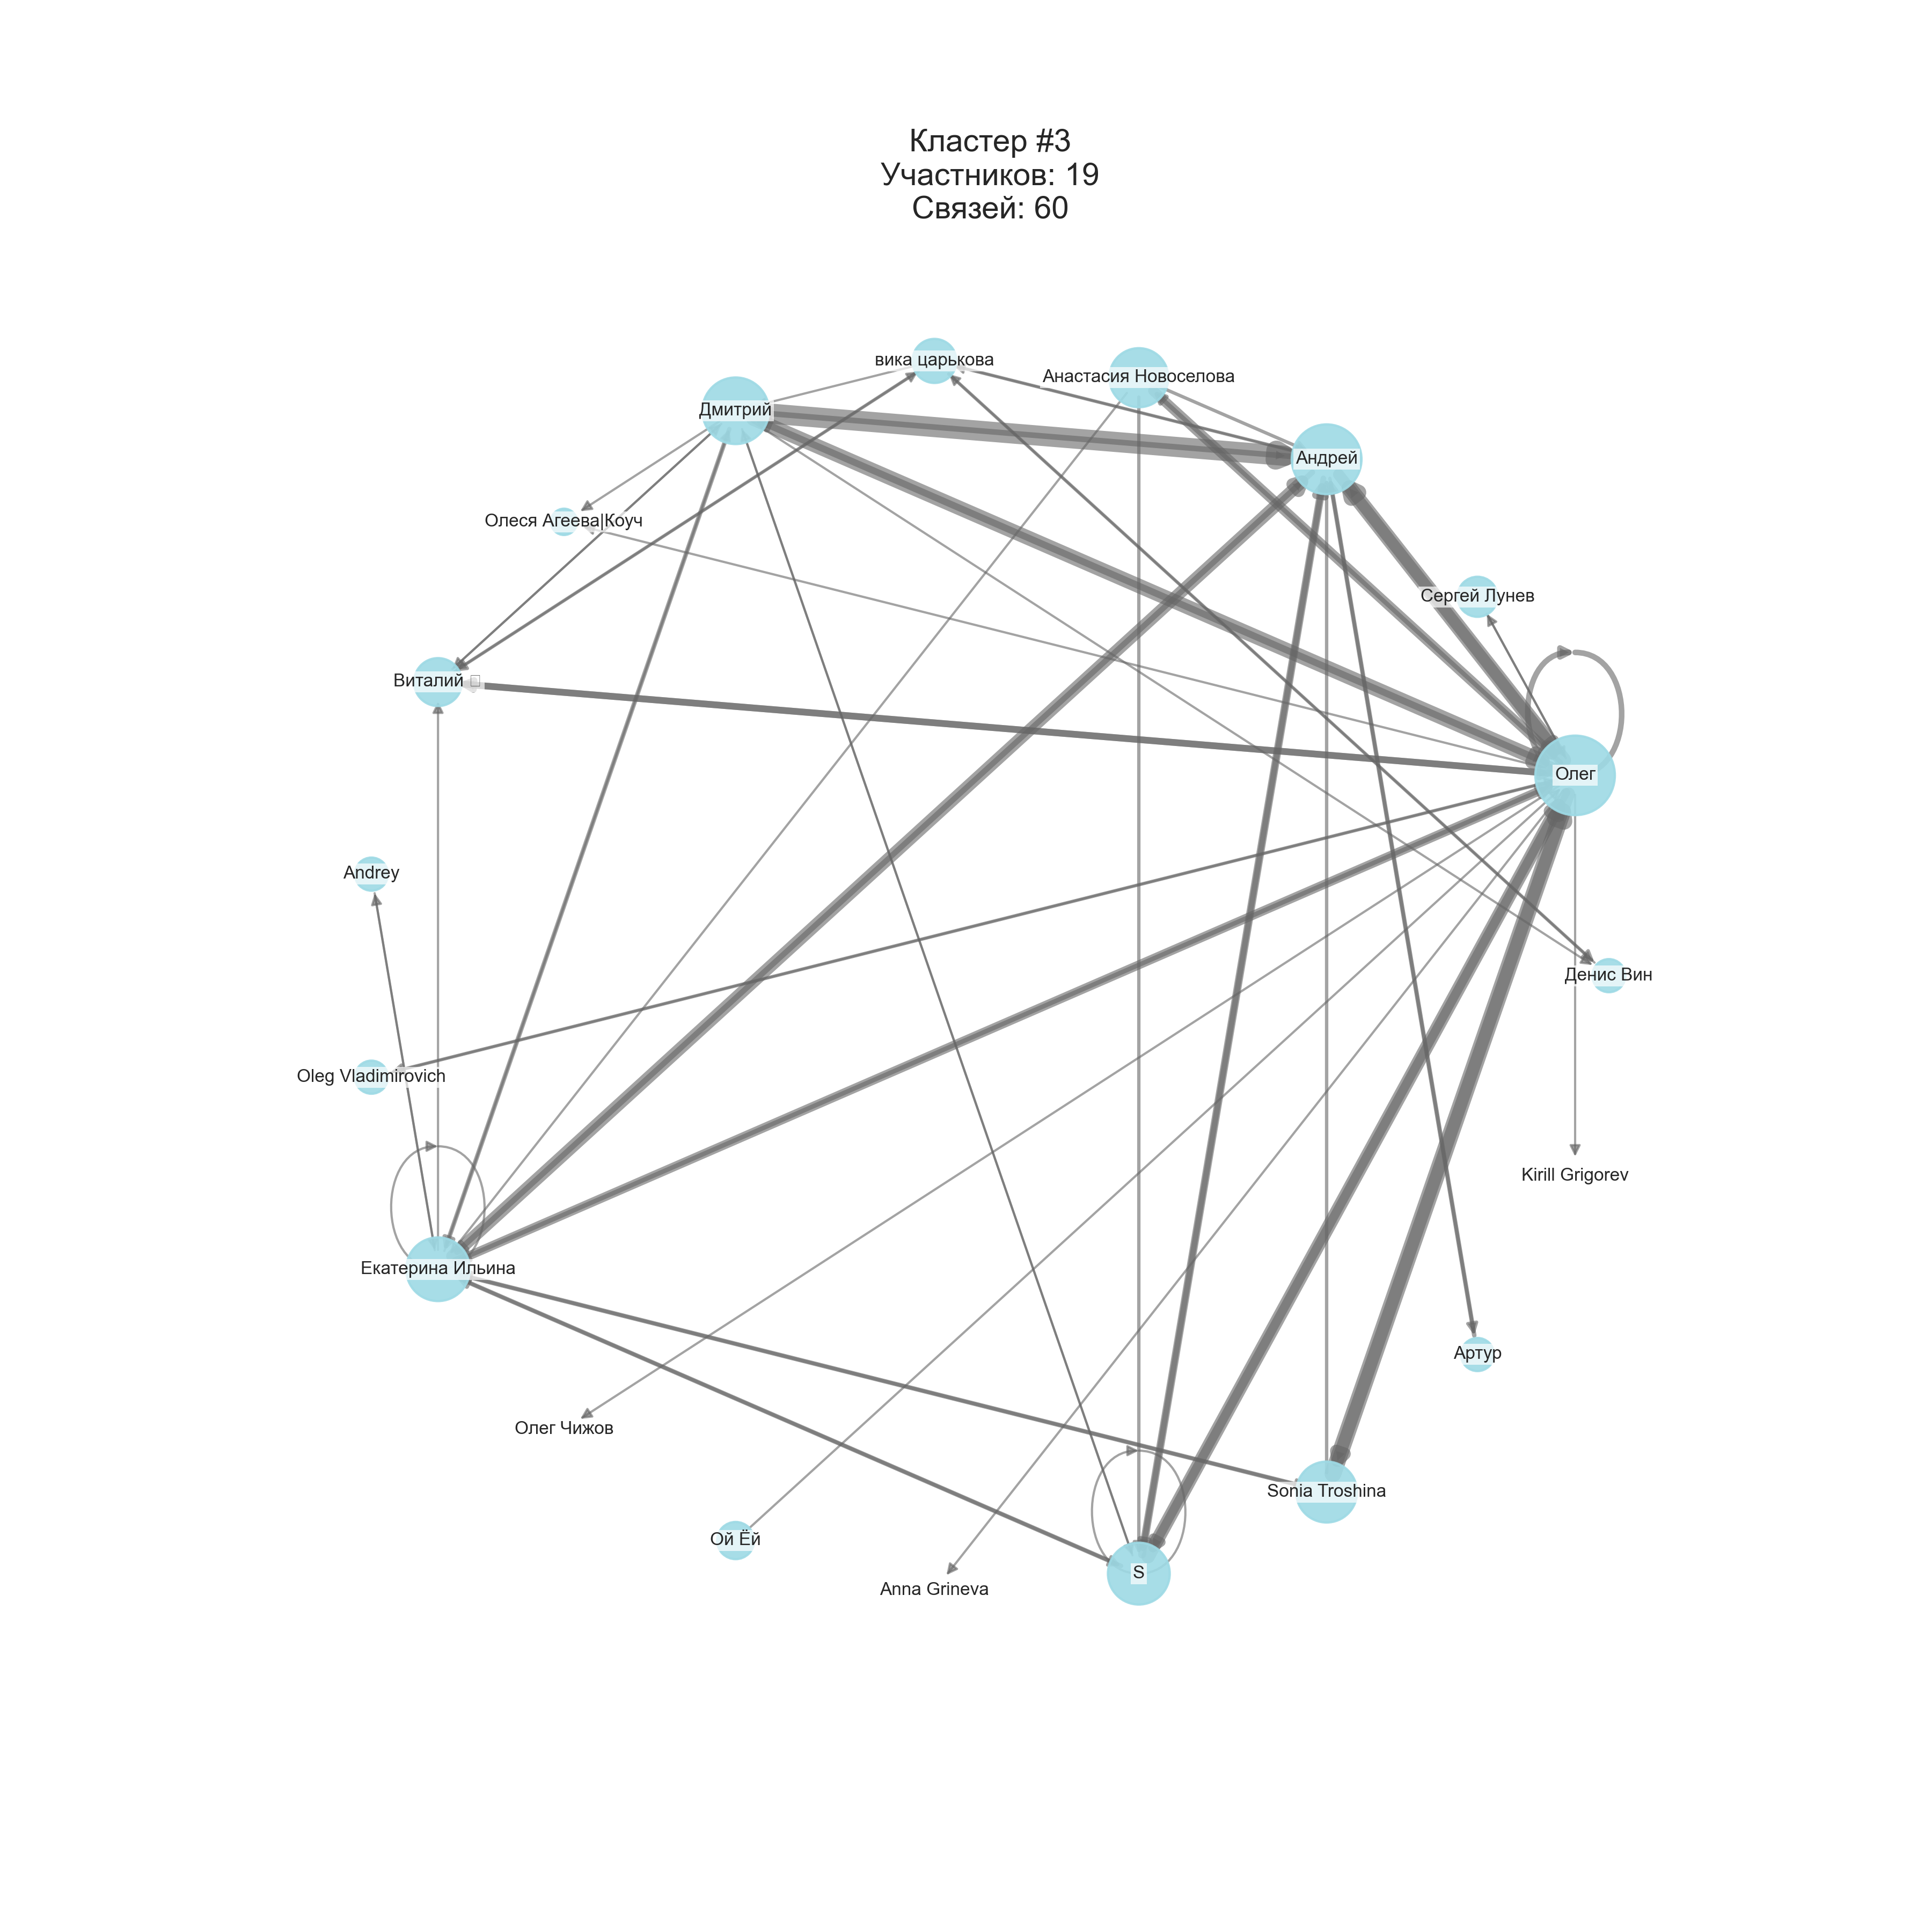 Кластер #3
Участников: 19
Связей: 60
вика царькова
Анастасия Новоселова
Дмитрий
Андрей
Олеся Агеева|Коуч
Сергей Лунев
Виталий
Олег
Andrey
Денис Вин
Oleg Vladimirovich
Kirill Grigorev
Екатерина Ильина
Артур
Олег Чижов
Sonia Troshina
Ой Ёй
S
Anna Grineva